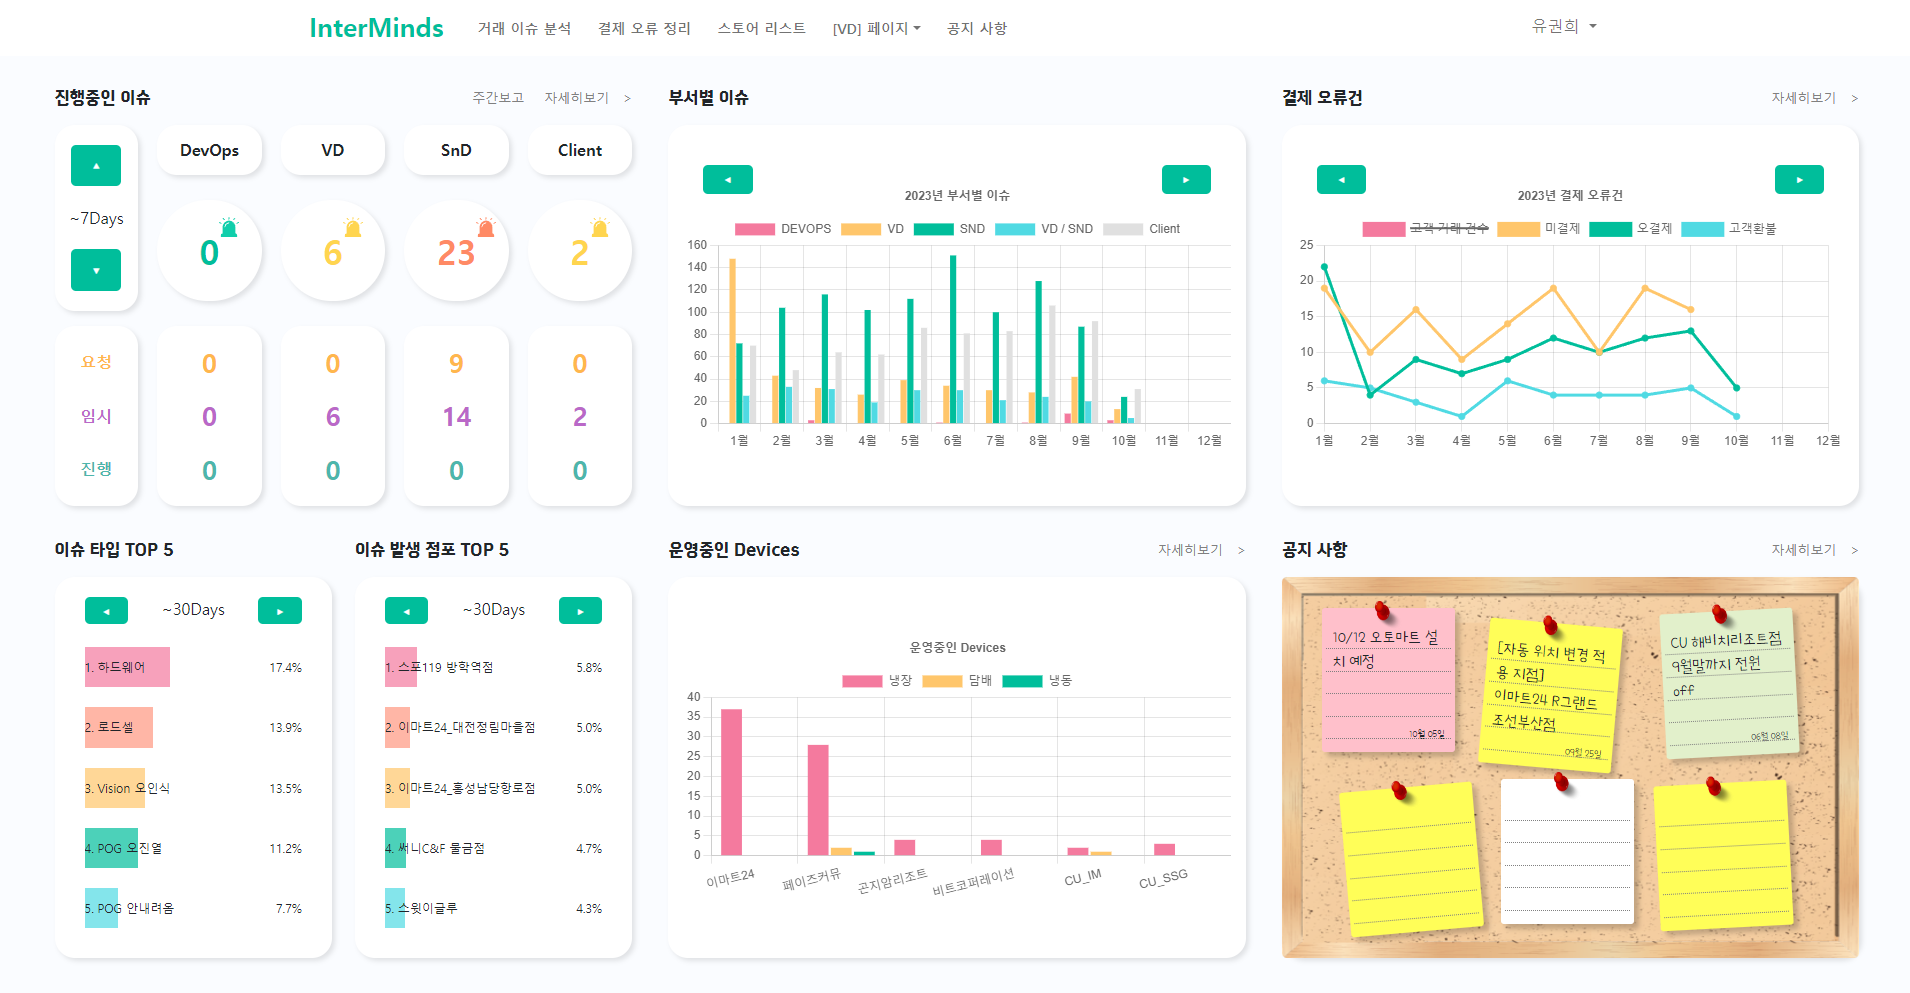 InterMinds 거래 이슈 분석 결제 오류 정리 스토어 리스트 [VD] 페이지 공지 사항 유권희
진행중인 이슈 주간보고 자세히보기 >
▲
~7Days
▼
DevOps VD SnD Client
0 6 23 2
요청 0 0 9 0
임시 0 6 14 2
진행 0 0 0 0
부서별 이슈
◄ ►
2023년 부서별 이슈
DEVOPS VD SND VD / SND Client
160
140
120
100
80
60
40
20
0
1월 2월 3월 4월 5월 6월 7월 8월 9월 10월 11월 12월
결제 오류건 자세히보기 >
◄ ►
2023년 결제 오류건
고객 거래 건수 미결제 오결제 고객환불
25
20
15
10
5
0
1월 2월 3월 4월 5월 6월 7월 8월 9월 10월 11월 12월
이슈 타입 TOP 5
◄ ~30Days ►
1. 하드웨어 17.4%
2. 로드셀 13.9%
3. Vision 오인식 13.5%
4. POG 오진열 11.2%
5. POG 안내려옴 7.7%
이슈 발생 점포 TOP 5
◄ ~30Days ►
1. 스포119 방학역점 5.8%
2. 이마트24_대전정림마을점 5.0%
3. 이마트24_홍성남당항로점 5.0%
4. 써니C&F 물금점 4.7%
5. 스윗이글루 4.3%
운영중인 Devices 자세히보기 >
운영중인 Devices
냉장 담배 냉동
40
35
30
25
20
15
10
5
0
이마트24 페이즈커뮤 곤지암리조트 비트코퍼레이션 CU_IM CU_SSG
공지 사항 자세히보기 >
10/12 오토마트 설
치 예정
10월 05일
[자동 위치 변경 적
용 지점]
이마트24 R그랜드
조선부산점
09월 25일
CU 해비치리조트점
9월말까지 전원
off
06월 08일